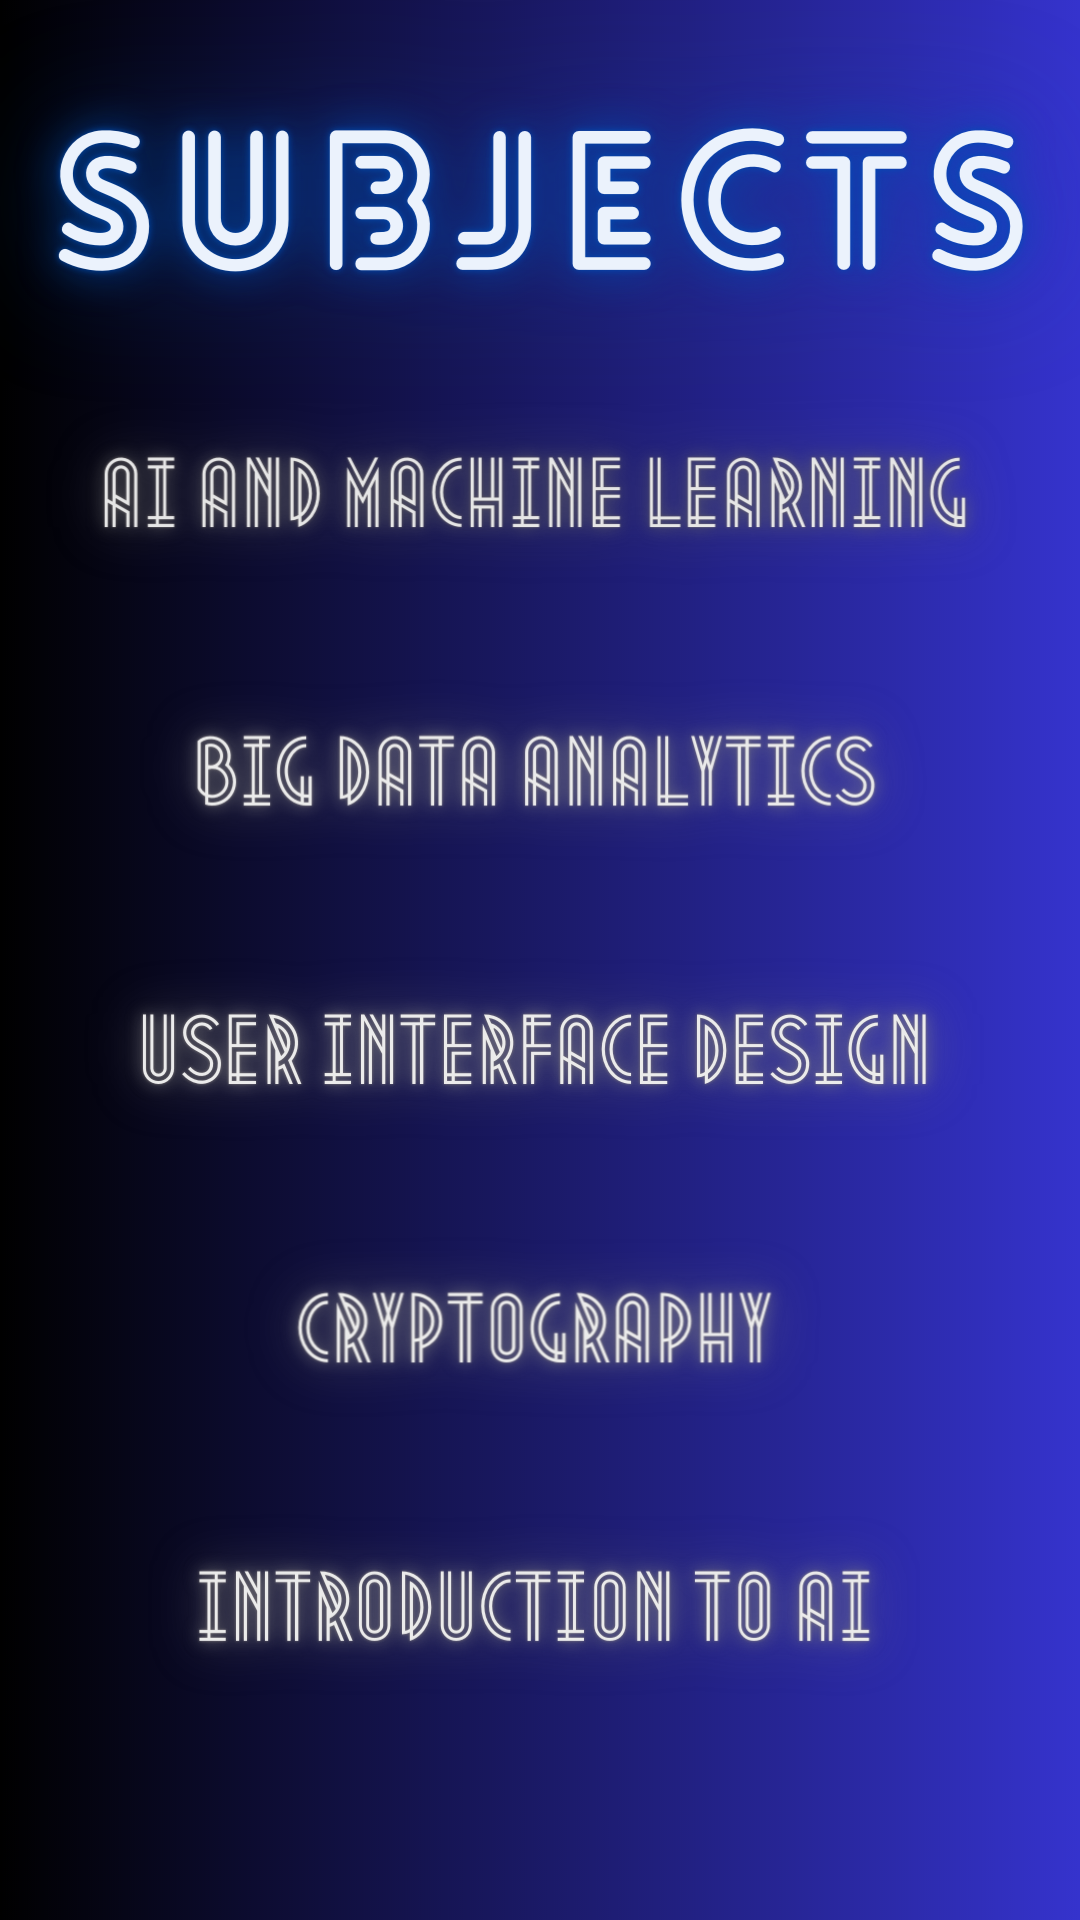 SUBJECTS
AI AND MACHINE LEARNING
BIG DATA ANALYTICS
USER INTERFACE DESIGN
CRYPTOGRAPHY
INTRODUCTION TO AI